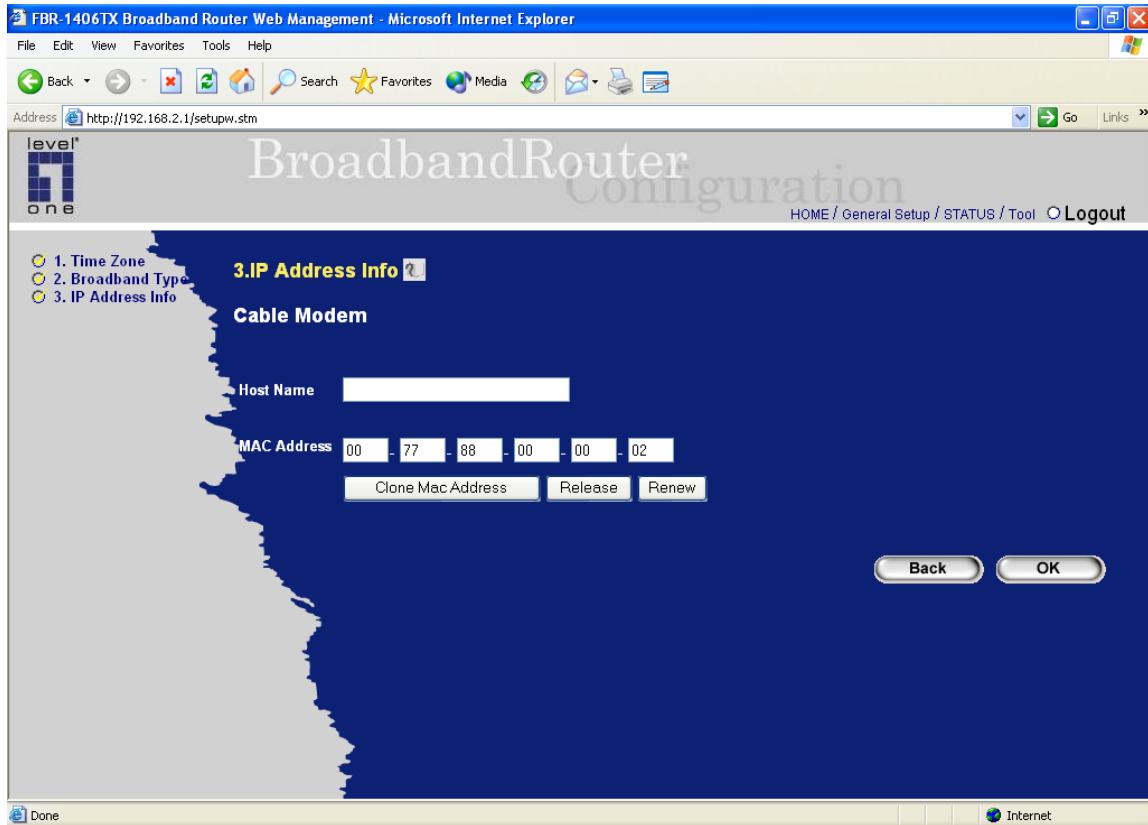 FBR-1406TX Broadband Router Web Management - Microsoft Internet Explorer
File Edit View Favorites Tools Help
Back Search Favorites Media
Address http://192.168.2.1/setupw.stm Go Links »
level one
BroadbandRouter
Configuration
HOME / General Setup / STATUS / Tool Logout
1. Time Zone
2. Broadband Type
3. IP Address Info
3.IP Address Info
Cable Modem
Host Name
MAC Address 00 - 77 - 88 - 00 - 00 - 02
Clone Mac Address Release Renew
Back OK
Done Internet